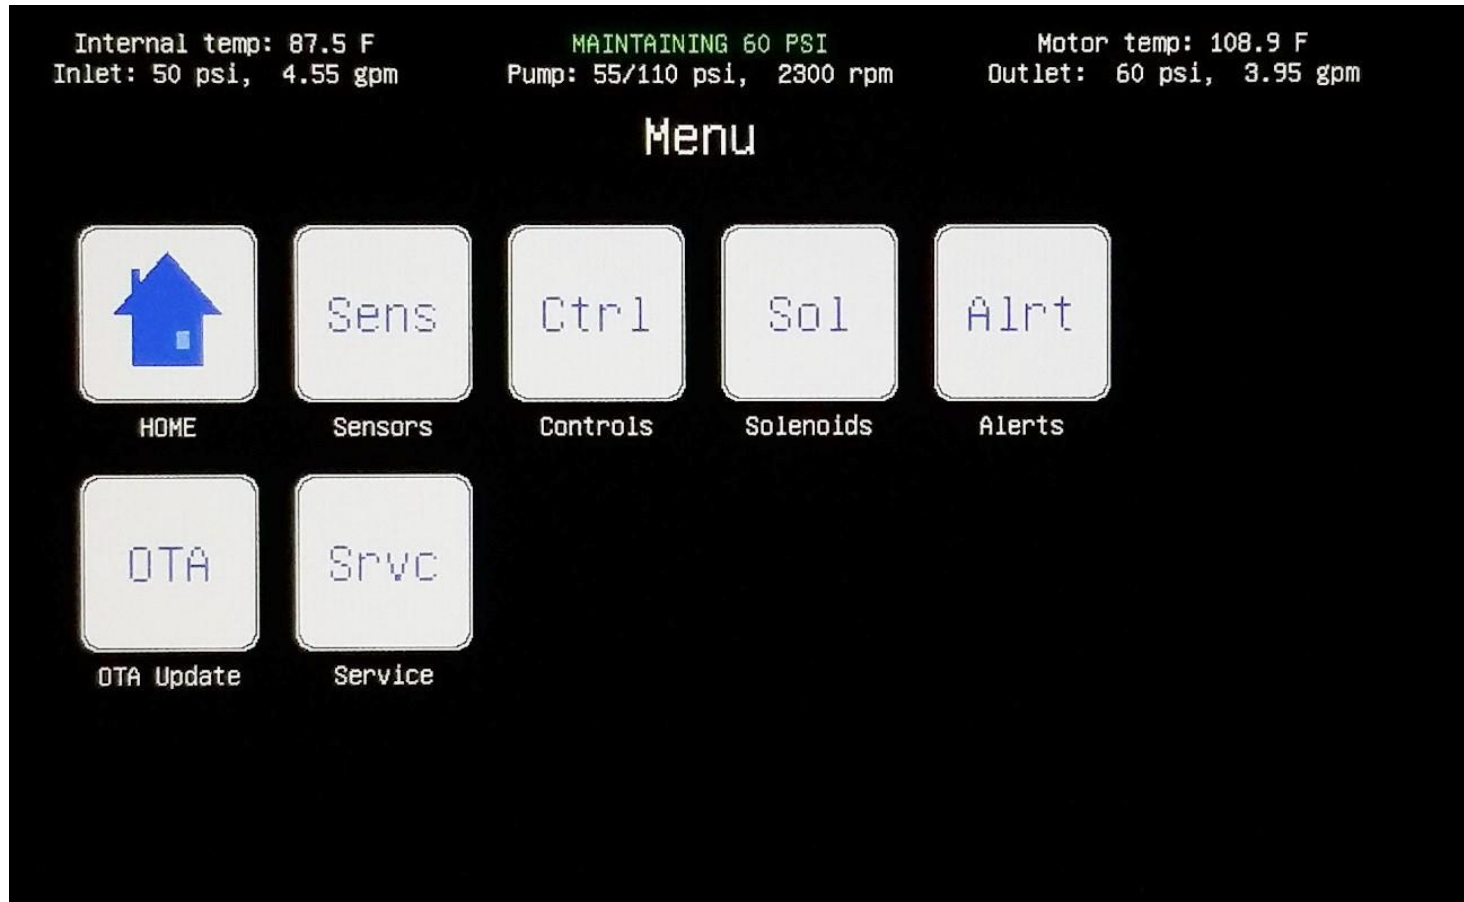 Internal temp: 87.5 F
MAINTAINING 60 PSI
Motor temp: 108.9 F
Inlet: 50 psi, 4.55 gpm
Pump: 55/110 psi, 2300 rpm
Outlet: 60 psi, 3.95 gpm
Menu
Sens
Ctrl
Sol
Alrt
HOME
Sensors
Controls
Solenoids
Alerts
OTA
Srvc
OTA Update
Service